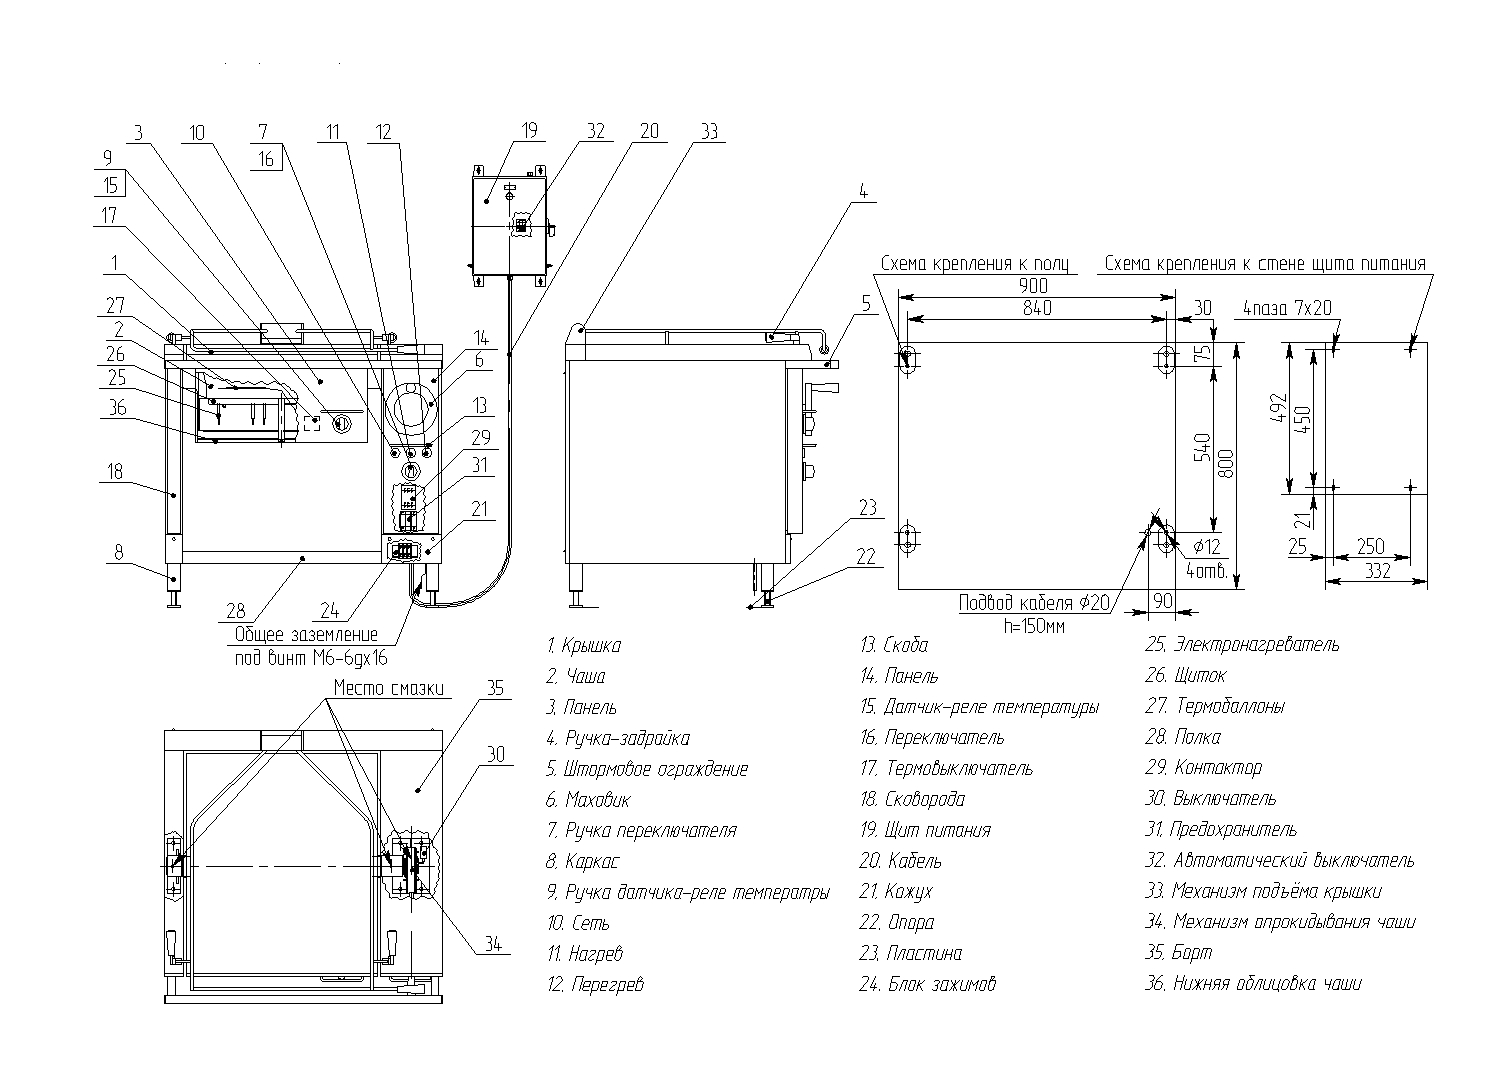 3
10
7
16
11
12
19
32
20
33
9
15
17
1
27
2
26
25
36
18
8
28
24
14
6
13
29
31
21
4
5
23
22
Общее заземление
под винт М6-6gх16
Схема крепления к полу
900
840
30
75
540
800
Ø12
4отв.
Подвод кабеля Ø20
h=150мм
90
Схема крепления к стене щита питания
4паза 7х20
492
450
21
25
250
332
Место смазки
35
30
34
1. Крышка
2. Чаша
3. Панель
4. Ручка-задрайка
5. Штормовое ограждение
6. Маховик
7. Ручка переключателя
8. Каркас
9. Ручка датчика-реле температры
10. Сеть
11. Нагрев
12. Перегрев
13. Скоба
14. Панель
15. Датчик-реле температуры
16. Переключатель
17. Термовыключатель
18. Сковорода
19. Щит питания
20. Кабель
21. Кожух
22. Опора
23. Пластина
24. Блок зажимов
25. Электронагреватель
26. Щиток
27. Термобаллоны
28. Полка
29. Контактор
30. Выключатель
31. Предохранитель
32. Автоматический выключатель
33. Механизм подъёма крышки
34. Механизм опрокидывания чаши
35. Борт
36. Нижняя облицовка чаши